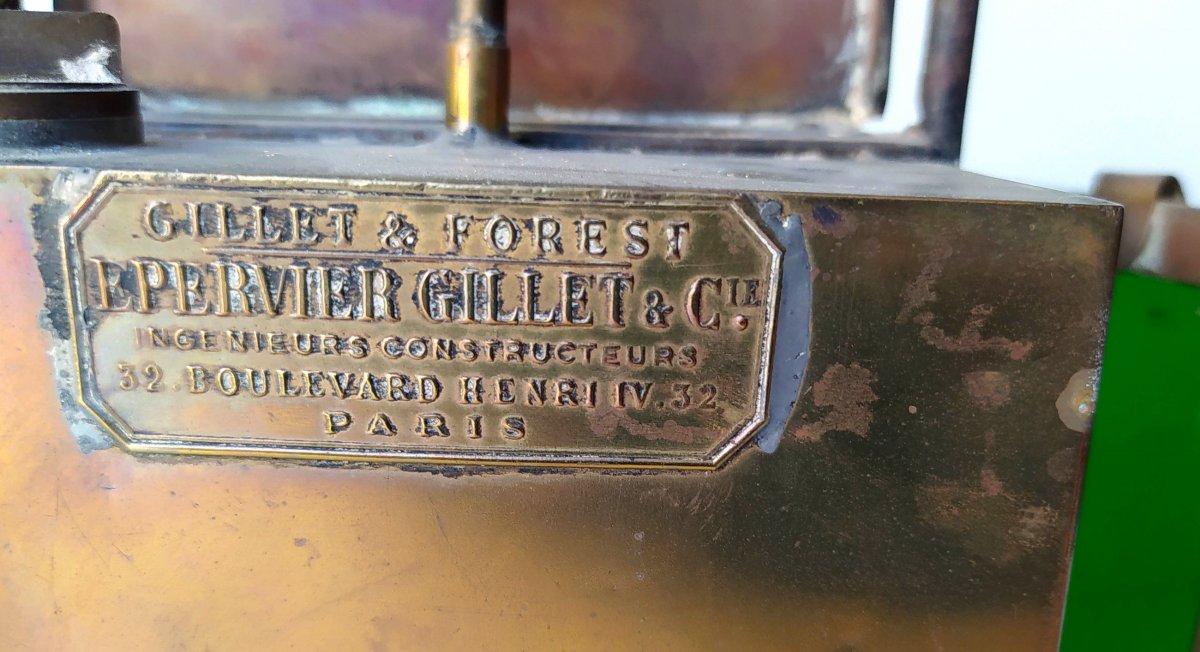 GILLET & FOREST
EPERVIER GILLET & CIE.
INGENIEURS CONSTRUCTEURS
32. BOULEVARD HENRI IV. 32
PARIS